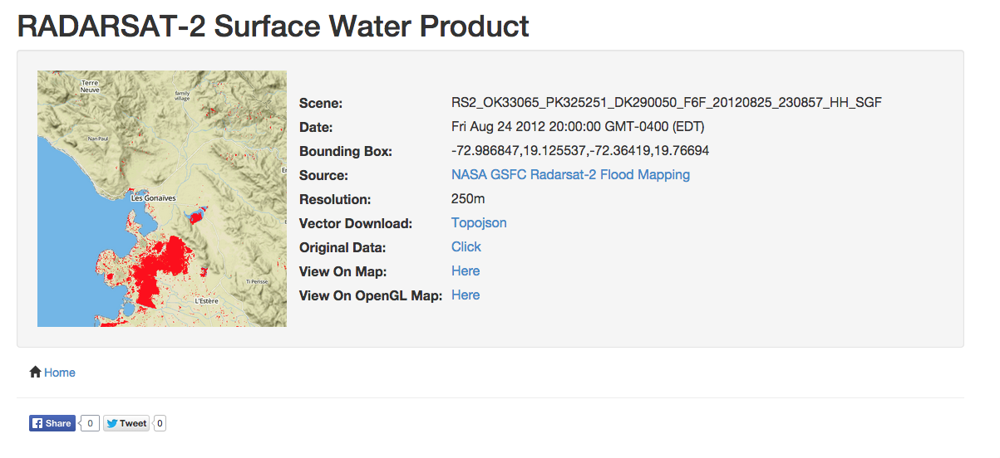 RADARSAT-2 Surface Water Product
Terre
Neuve
family
village
Nan Paul
Les Gonaives
Ti Perisse
L'Estère
Scene: RS2_OK33065_PK325251_DK290050_F6F_20120825_230857_HH_SGF
Date: Fri Aug 24 2012 20:00:00 GMT-0400 (EDT)
Bounding Box: -72.986847,19.125537,-72.36419,19.76694
Source: NASA GSFC Radarsat-2 Flood Mapping
Resolution: 250m
Vector Download: Topojson
Original Data: Click
View On Map: Here
View On OpenGL Map: Here
Home
Share 0 Tweet 0